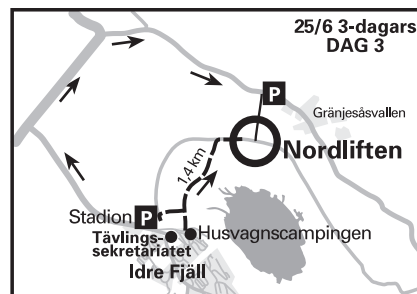 25/6 3-dagars
DAG 3
P
Gränjesåsvallen
Nordliften
1,4 km
Stadion P
Husvagnscampingen
Tävlings-
sekretariatet
Idre Fjäll